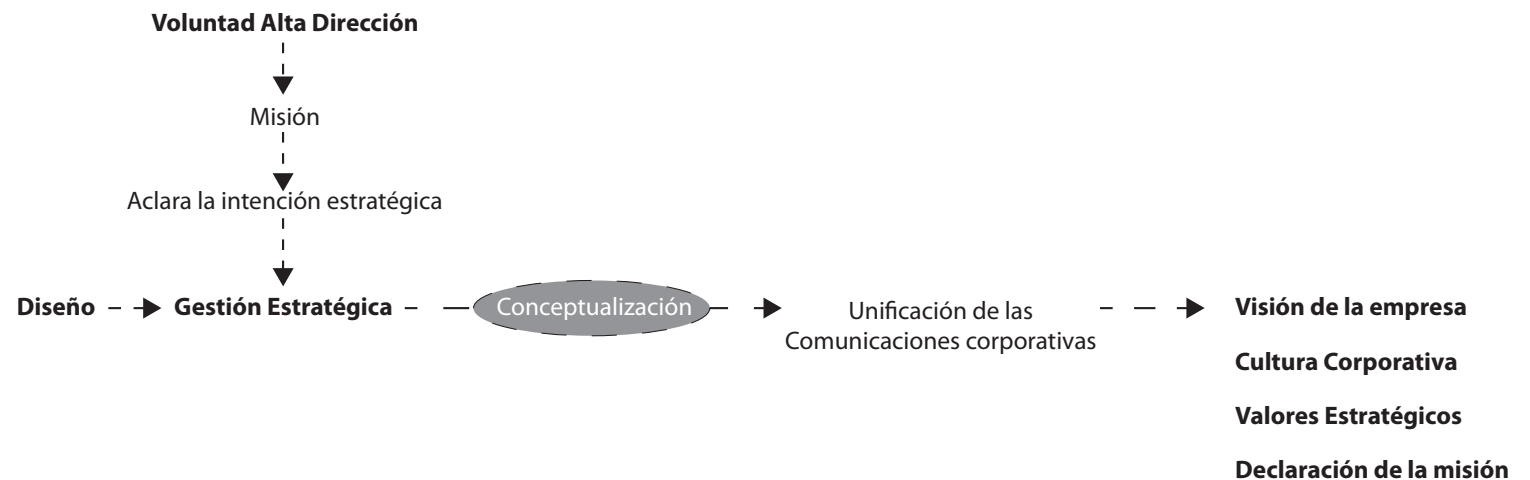 Voluntad Alta Dirección
Misión
Aclara la intención estratégica
Diseño
Gestión Estratégica
Conceptualización
Unificación de las
Comunicaciones corporativas
Visión de la empresa
Cultura Corporativa
Valores Estratégicos
Declaración de la misión